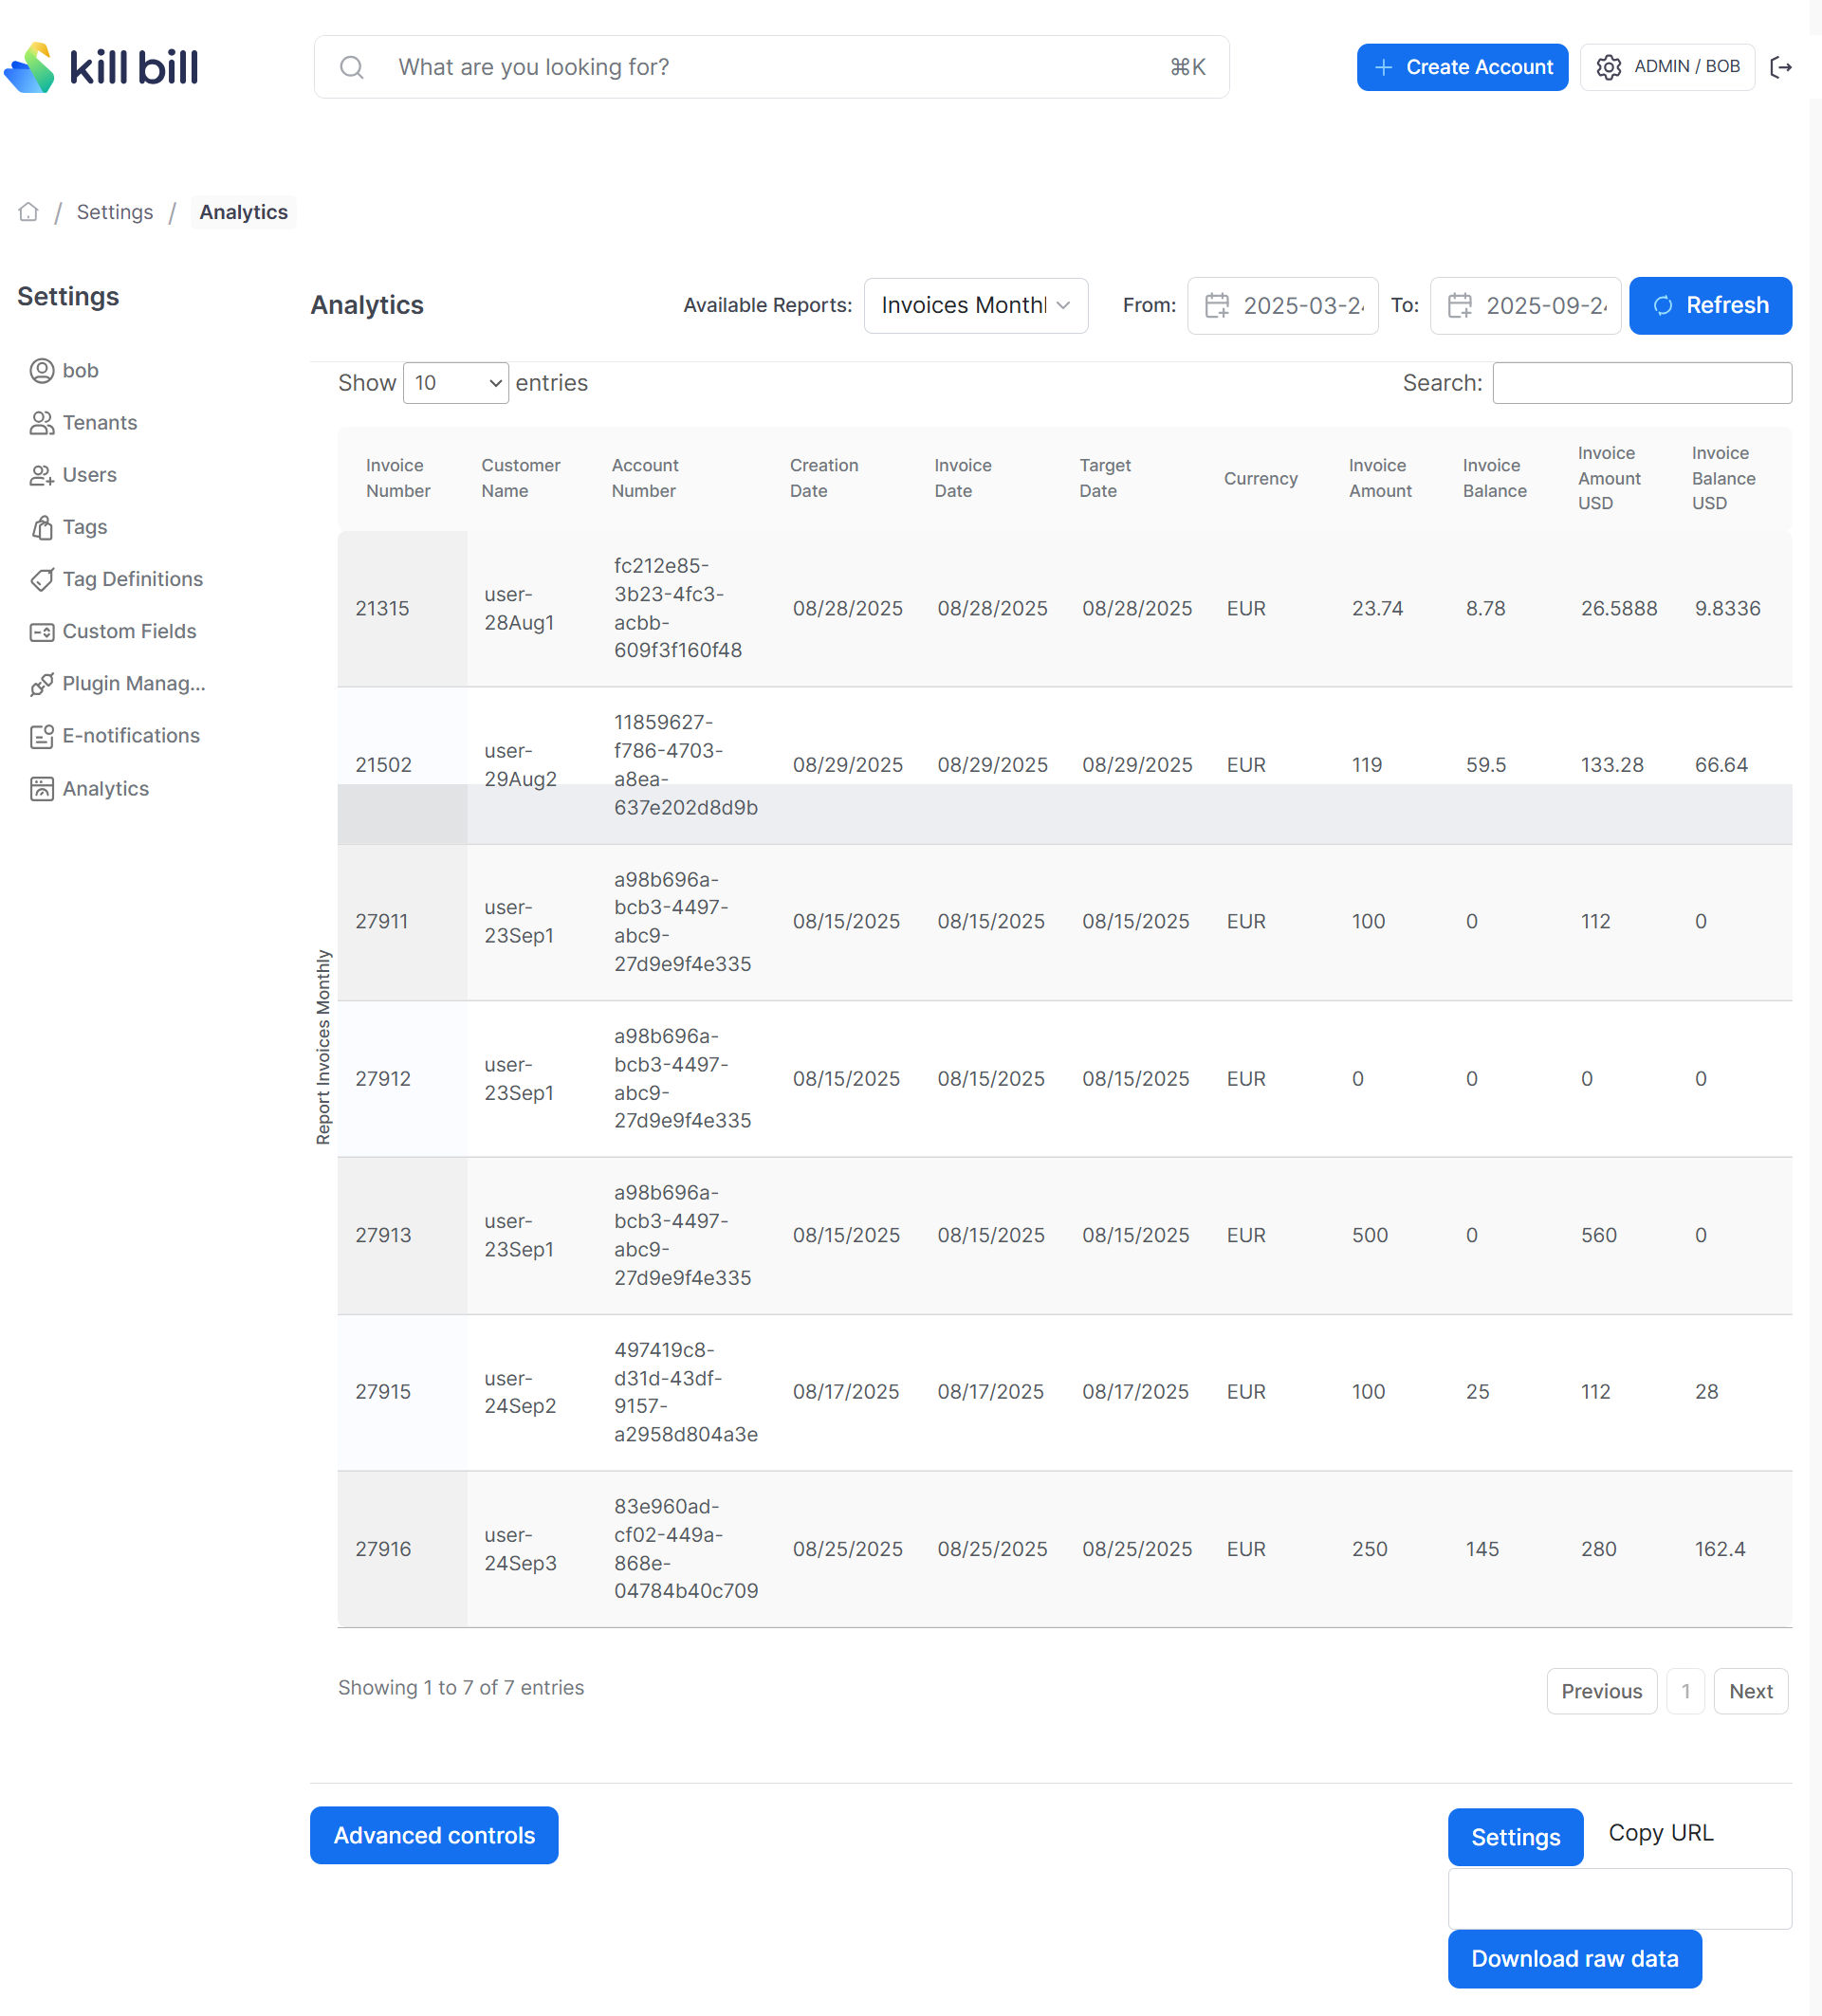 kill bill
What are you looking for?
⌘K
Create Account
ADMIN / BOB
/ Settings / Analytics
Settings
bob
Tenants
Users
Tags
Tag Definitions
Custom Fields
Plugin Manag...
E-notifications
Analytics
Analytics
Available Reports: Invoices Monthl
From: 2025-03-2
To: 2025-09-2
Refresh
Show 10 entries
Search:
Invoice Number
Customer Name
Account Number
Creation Date
Invoice Date
Target Date
Currency
Invoice Amount
Invoice Balance
Invoice Amount USD
Invoice Balance USD
21315 user-28Aug1 fc212e85-3b23-4fc3-acbb-609f3f160f48 08/28/2025 08/28/2025 08/28/2025 EUR 23.74 8.78 26.5888 9.8336
21502 user-29Aug2 11859627-f786-4703-a8ea-637e202d8d9b 08/29/2025 08/29/2025 08/29/2025 EUR 119 59.5 133.28 66.64
27911 user-23Sep1 a98b696a-bcb3-4497-abc9-27d9e9f4e335 08/15/2025 08/15/2025 08/15/2025 EUR 100 0 112 0
27912 user-23Sep1 a98b696a-bcb3-4497-abc9-27d9e9f4e335 08/15/2025 08/15/2025 08/15/2025 EUR 0 0 0 0
27913 user-23Sep1 a98b696a-bcb3-4497-abc9-27d9e9f4e335 08/15/2025 08/15/2025 08/15/2025 EUR 500 0 560 0
27915 user-24Sep2 497419c8-d31d-43df-9157-a2958d804a3e 08/17/2025 08/17/2025 08/17/2025 EUR 100 25 112 28
27916 user-24Sep3 83e960ad-cf02-449a-868e-04784b40c709 08/25/2025 08/25/2025 08/25/2025 EUR 250 145 280 162.4
Report Invoices Monthly
Showing 1 to 7 of 7 entries
Previous 1 Next
Advanced controls
Settings
Copy URL
Download raw data